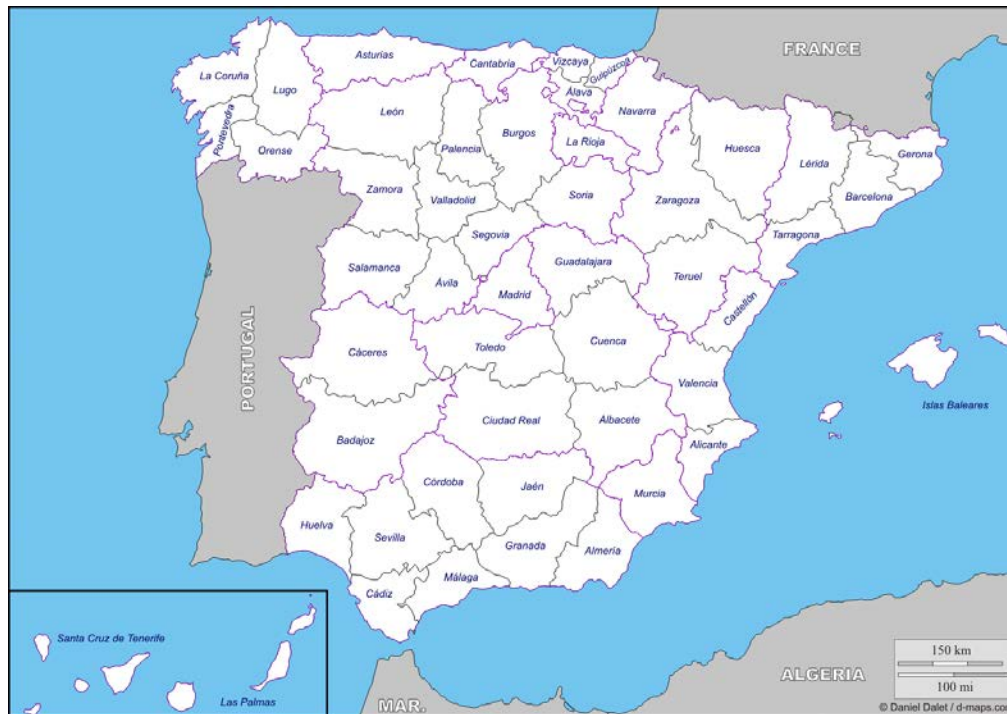 FRANCE
Asturias
Cantabria
Vizcaya
Guipúzcoa
La Coruña
Lugo
Álava
Navarra
León
Pontevedra
Orense
Palencia
Burgos
La Rioja
Huesca
Lérida
Gerona
Zamora
Valladolid
Soria
Zaragoza
Barcelona
Segovia
Tarragona
Salamanca
Ávila
Madrid
Guadalajara
Teruel
Castellón
PORTUGAL
Cáceres
Toledo
Cuenca
Valencia
Islas Baleares
Badajoz
Ciudad Real
Albacete
Alicante
Córdoba
Jaén
Murcia
Huelva
Sevilla
Granada
Almería
Málaga
Cádiz
Santa Cruz de Tenerife
Las Palmas
MAR.
ALGERIA
150 km
100 mi
© Daniel Dalet / d-maps.co